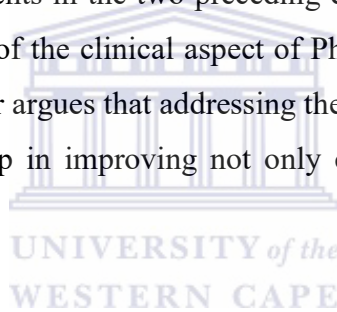 ents in the two preceding
of the clinical aspect of Ph
argues that addressing the
p in improving not only
UNIVERSITY of the
WESTERN CAPE